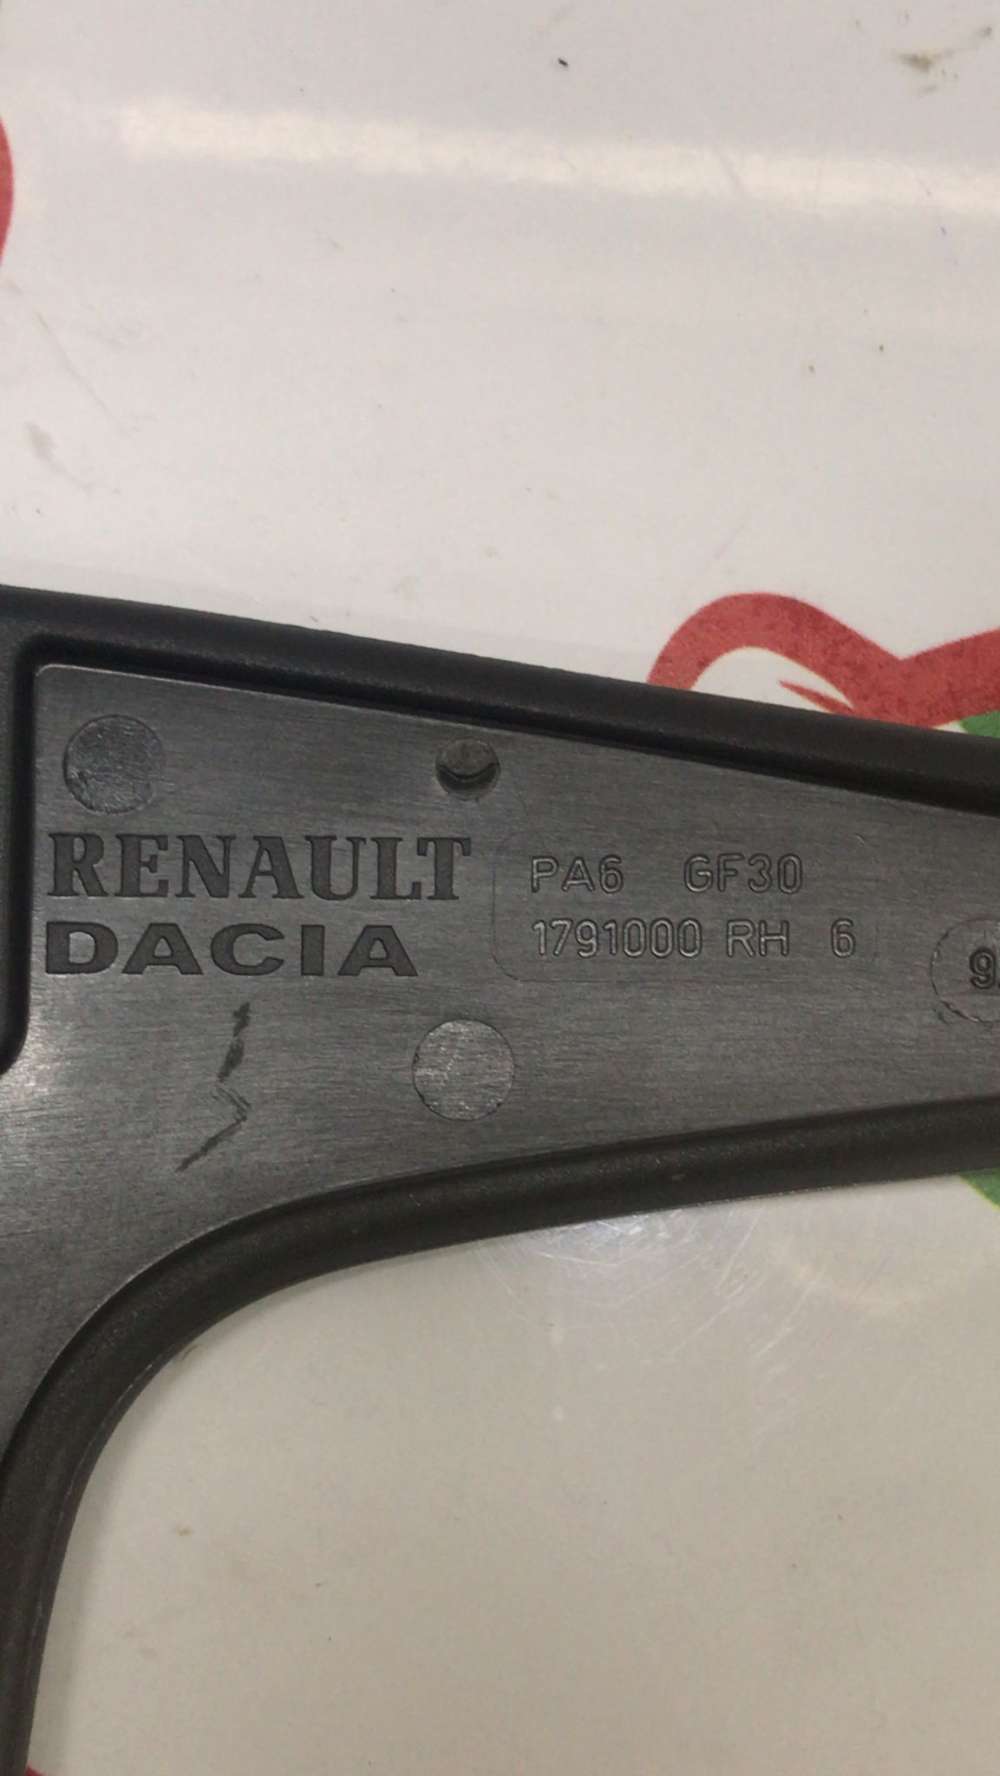 RENAULT
DACIA
PA6 GF30
1791000 RH 6